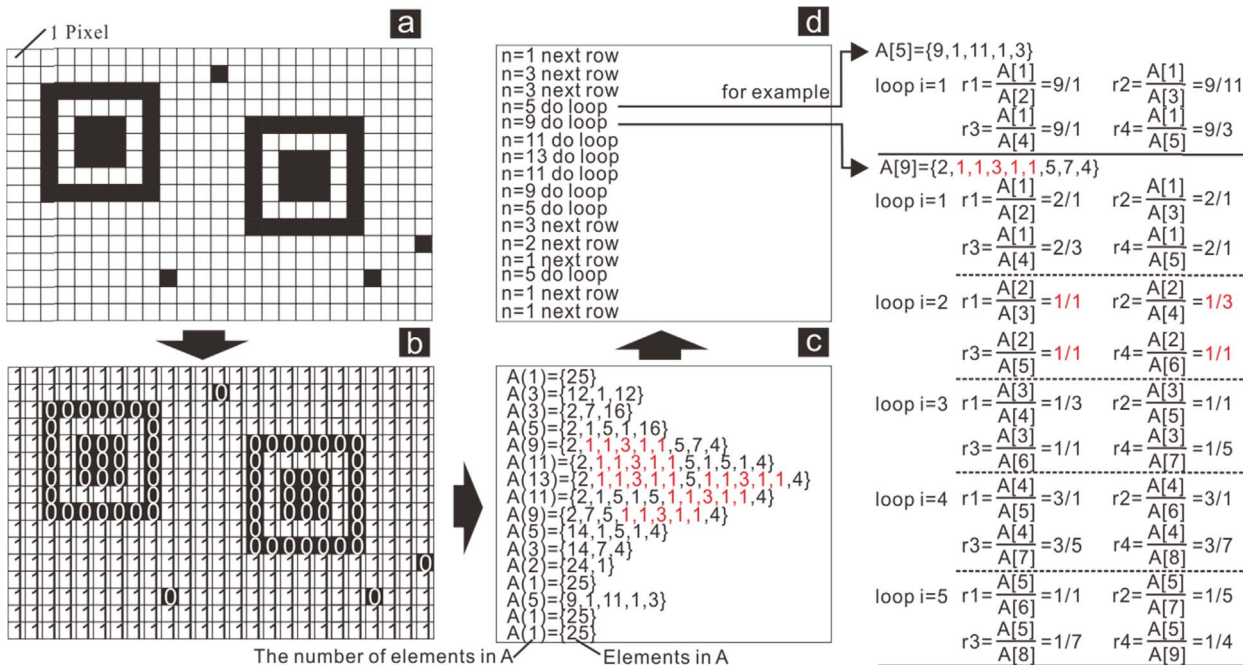 a
1 Pixel
b
1111111111111111111111111
1111111111110111111111111
1100000001111111111111111
1101111101111111111111111
1101000101111100000001111
1101000101111101111101111
1101000101111101000101111
1101111101111101000101111
1100000001111101000101111
1111111111111101111101111
1111111111111100000001111
1111111111111111111111110
1111111111111111111111111
1111111110111111111110111
1111111111111111111111111
1111111111111111111111111
c
A(1)={25}
A(3)={12,1,12}
A(3)={2,7,16}
A(5)={2,1,5,1,16}
A(9)={2,1,1,3,1,1,5,7,4}
A(11)={2,1,1,3,1,1,5,1,5,1,4}
A(13)={2,1,1,3,1,1,5,1,1,3,1,1,4}
A(11)={2,1,5,1,5,1,1,3,1,1,4}
A(9)={2,7,5,1,1,3,1,1,4}
A(5)={14,1,5,1,4}
A(3)={14,7,4}
A(2)={24,1}
A(1)={25}
A(5)={9,1,11,1,3}
A(1)={25}
A(1)={25}
The number of elements in A
Elements in A
d
n=1 next row
n=3 next row
n=3 next row
n=5 do loop
n=9 do loop
n=11 do loop
n=13 do loop
n=11 do loop
n=9 do loop
n=5 do loop
n=3 next row
n=2 next row
n=1 next row
n=5 do loop
n=1 next row
n=1 next row
for example
A[5]={9,1,11,1,3}
loop i=1 r1=A[1]/A[2]=9/1 r2=A[1]/A[3]=9/11
r3=A[1]/A[4]=9/1 r4=A[1]/A[5]=9/3
A[9]={2,1,1,3,1,1,5,7,4}
loop i=1 r1=A[1]/A[2]=2/1 r2=A[1]/A[3]=2/1
r3=A[1]/A[4]=2/3 r4=A[1]/A[5]=2/1
loop i=2 r1=A[2]/A[3]=1/1 r2=A[2]/A[4]=1/3
r3=A[2]/A[5]=1/1 r4=A[2]/A[6]=1/1
loop i=3 r1=A[3]/A[4]=1/3 r2=A[3]/A[5]=1/1
r3=A[3]/A[6]=1/1 r4=A[3]/A[7]=1/5
loop i=4 r1=A[4]/A[5]=3/1 r2=A[4]/A[6]=3/1
r3=A[4]/A[7]=3/5 r4=A[4]/A[8]=3/7
loop i=5 r1=A[5]/A[6]=1/1 r2=A[5]/A[7]=1/5
r3=A[5]/A[8]=1/7 r4=A[5]/A[9]=1/4